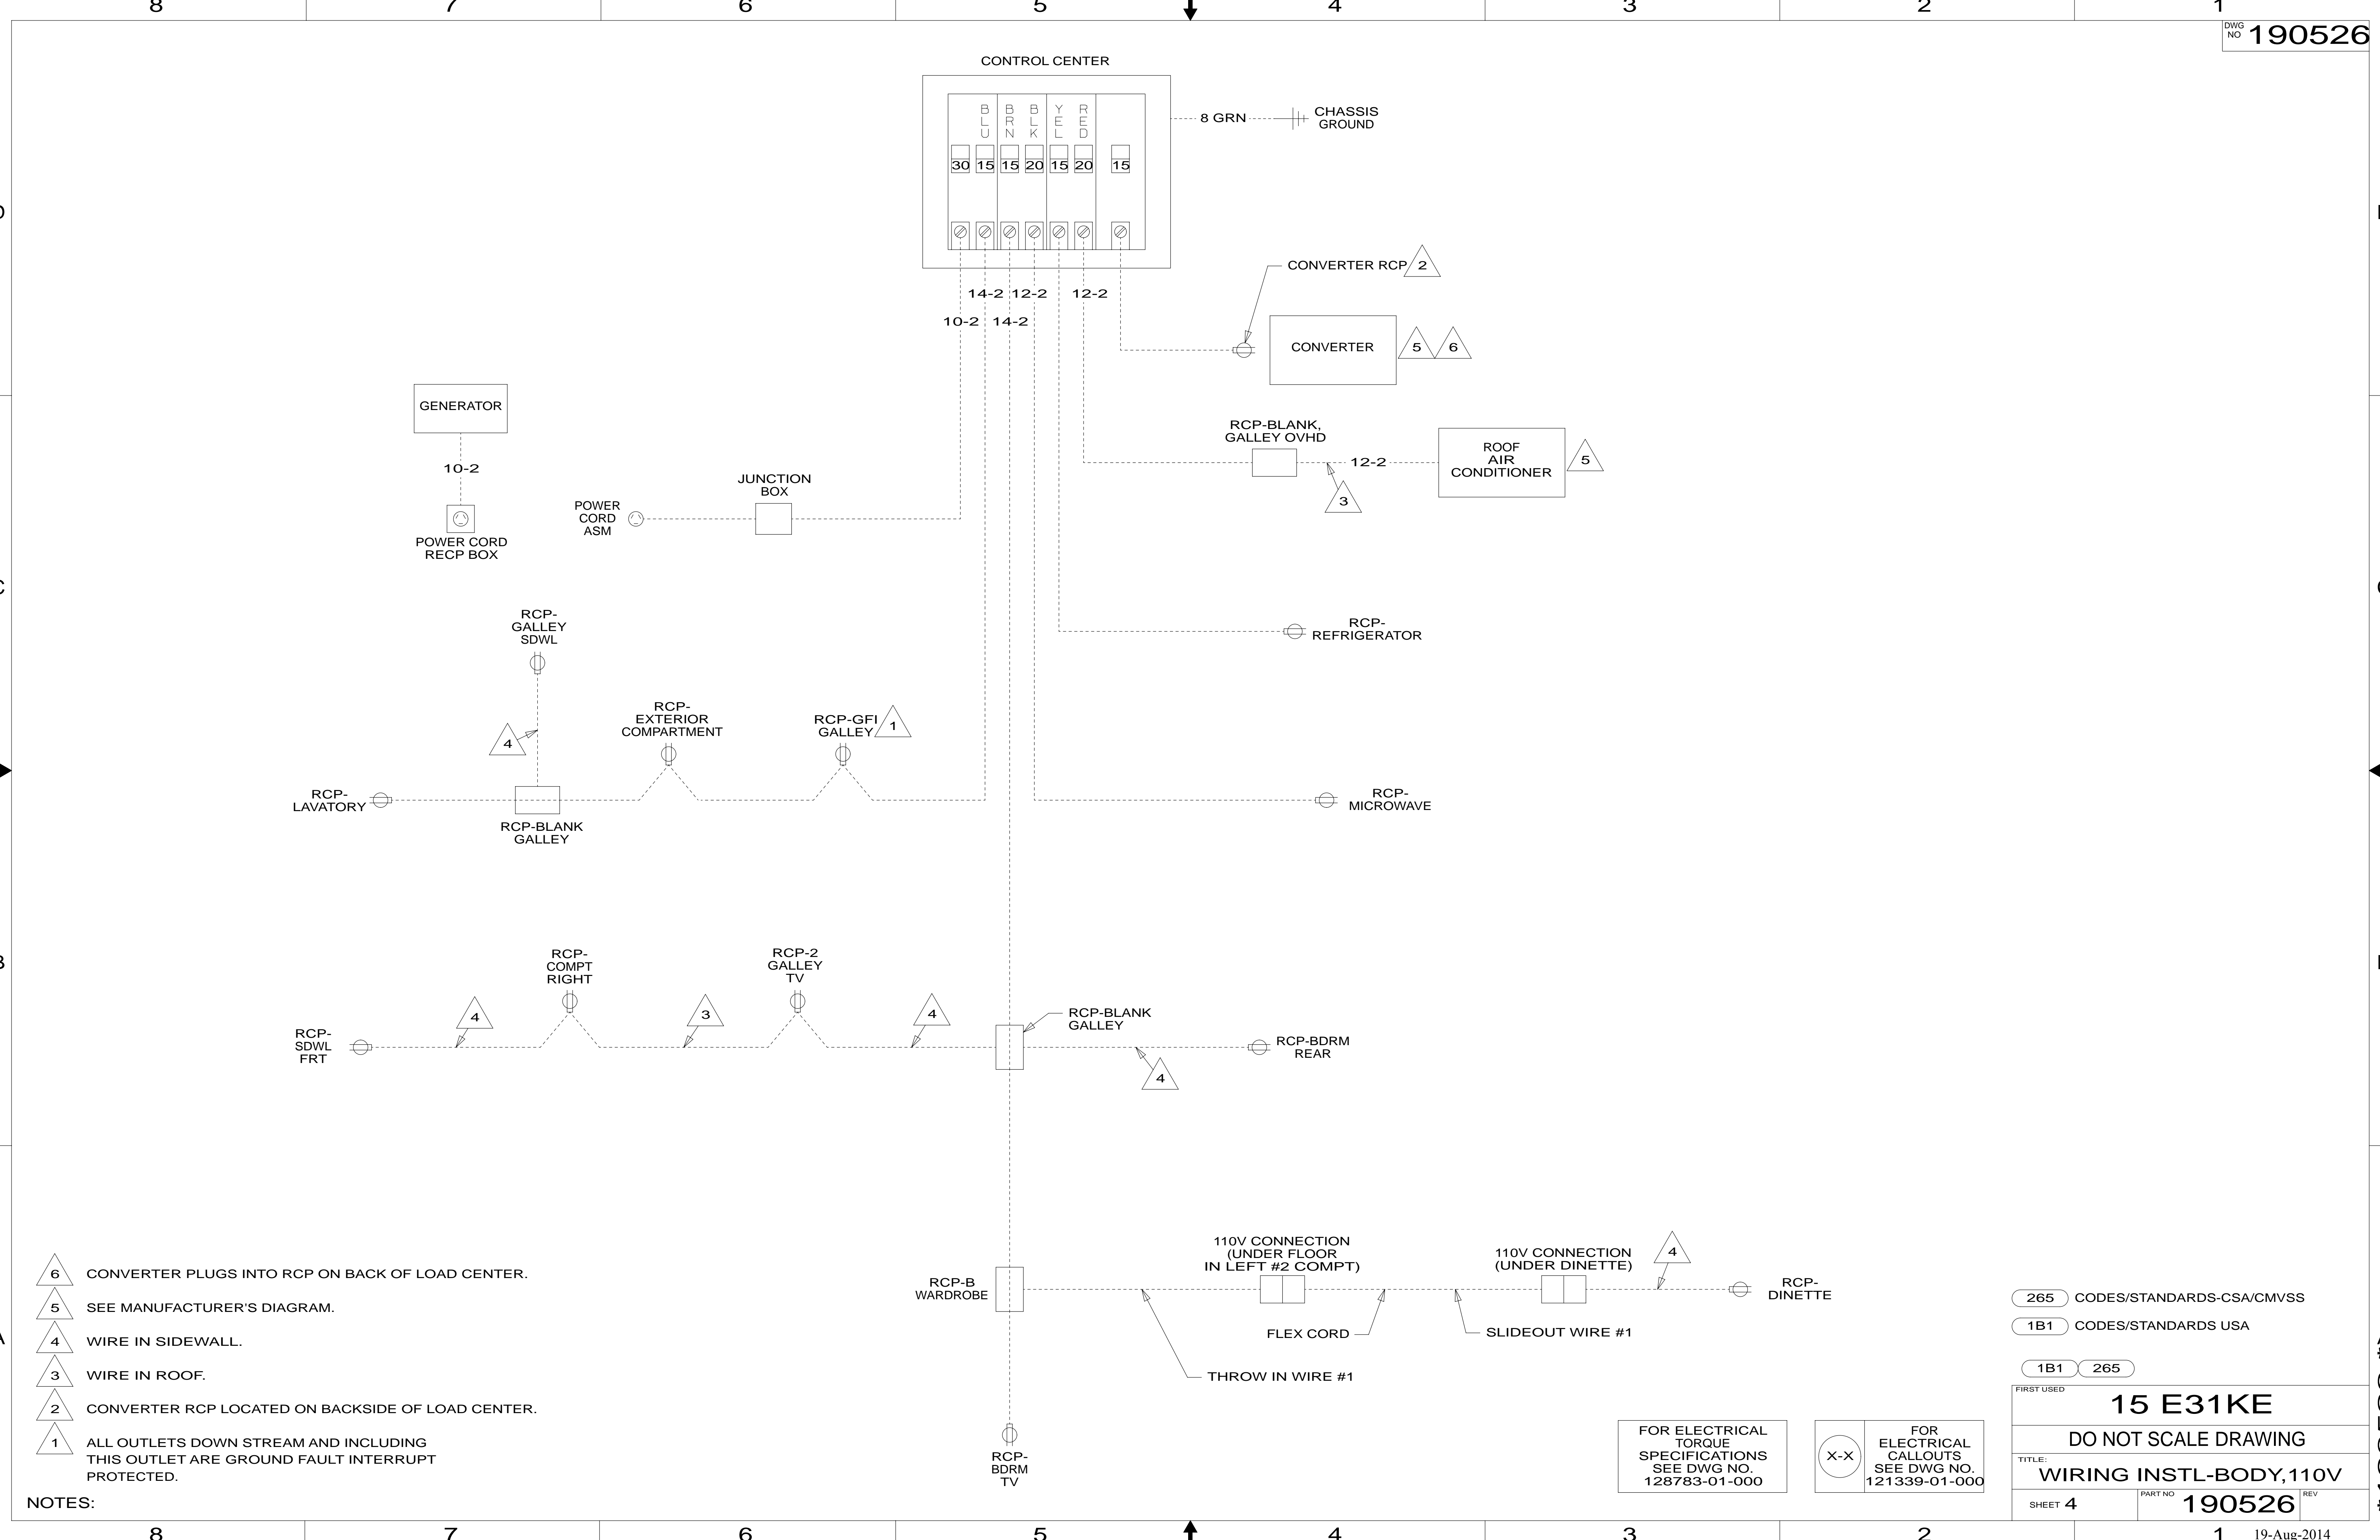 8 7 6 5 4 3 2 1
DWG
NO 190526
CONTROL CENTER
BLU BRN BLK YEL RED
30 15 15 20 15 20 15
8 GRN
CHASSIS
GROUND
14-2 12-2 12-2
10-2 14-2
CONVERTER RCP 2
CONVERTER 5 6
GENERATOR
10-2
POWER CORD
RECP BOX
POWER
CORD
ASM
JUNCTION
BOX
RCP-BLANK,
GALLEY OVHD
12-2
3
ROOF
AIR
CONDITIONER
5
RCP-
GALLEY
SDWL
4
RCP-
REFRIGERATOR
RCP-
EXTERIOR
COMPARTMENT
RCP-GFI
GALLEY 1
RCP-
LAVATORY
RCP-BLANK
GALLEY
RCP-
MICROWAVE
RCP-
COMPT
RIGHT
RCP-2
GALLEY
TV
RCP-
SDWL
FRT
4
3
4
RCP-BLANK
GALLEY
4
RCP-BDRM
REAR
RCP-B
WARDROBE
110V CONNECTION
(UNDER FLOOR
IN LEFT #2 COMPT)
110V CONNECTION
(UNDER DINETTE)
4
RCP-
DINETTE
FLEX CORD
SLIDEOUT WIRE #1
THROW IN WIRE #1
RCP-
BDRM
TV
6 CONVERTER PLUGS INTO RCP ON BACK OF LOAD CENTER.
5 SEE MANUFACTURER'S DIAGRAM.
4 WIRE IN SIDEWALL.
3 WIRE IN ROOF.
2 CONVERTER RCP LOCATED ON BACKSIDE OF LOAD CENTER.
1 ALL OUTLETS DOWN STREAM AND INCLUDING
THIS OUTLET ARE GROUND FAULT INTERRUPT
PROTECTED.
NOTES:
FOR ELECTRICAL
TORQUE
SPECIFICATIONS
SEE DWG NO.
128783-01-000
X-X
FOR
ELECTRICAL
CALLOUTS
SEE DWG NO.
121339-01-000
265 CODES/STANDARDS-CSA/CMVSS
1B1 CODES/STANDARDS USA
1B1 265
FIRST USED
15 E31KE
DO NOT SCALE DRAWING
TITLE:
WIRING INSTL-BODY,110V
SHEET 4
PART NO 190526
REV
8 7 6 5 4 3 2 1
19-Aug-2014